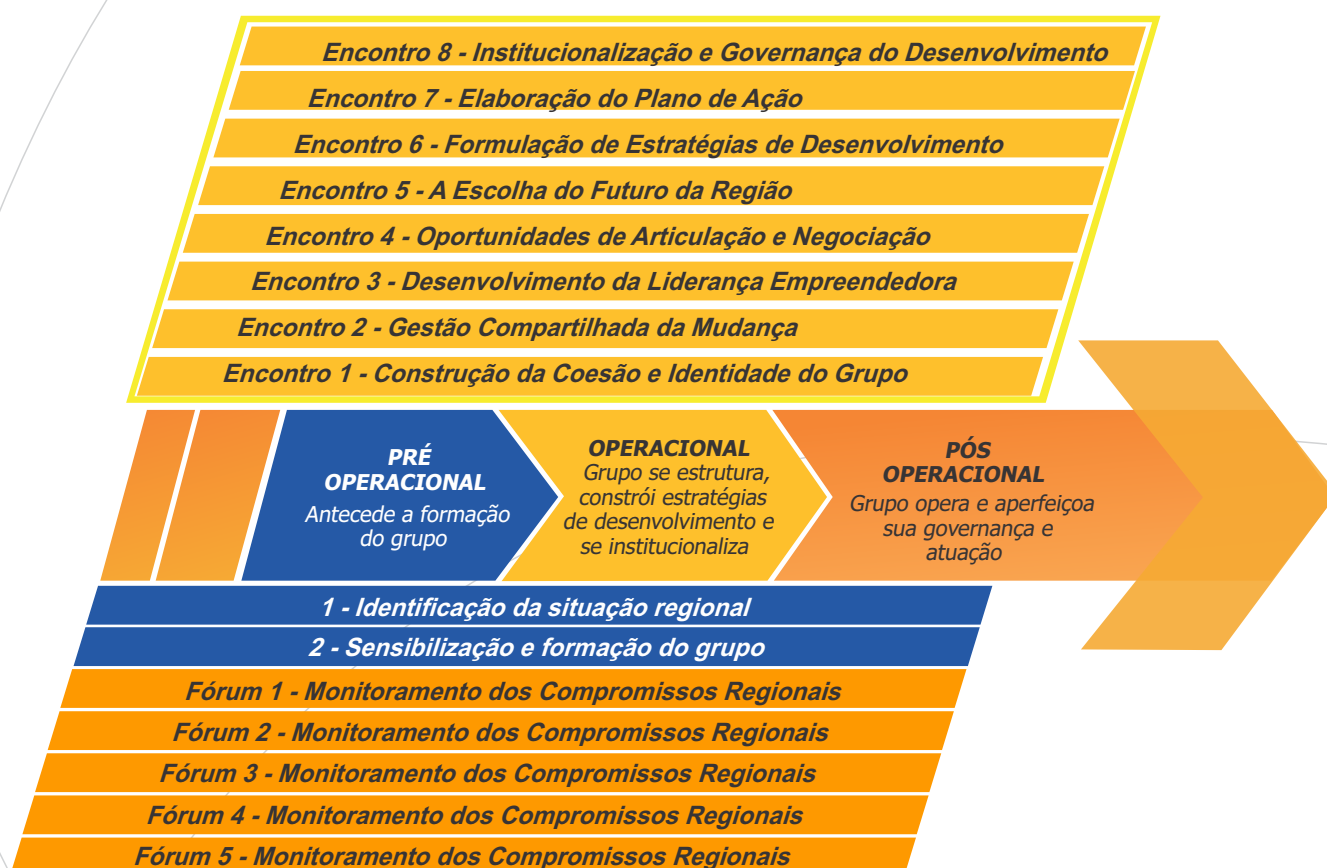 Encontro 8 - Institucionalização e Governança do Desenvolvimento
Encontro 7 - Elaboração do Plano de Ação
Encontro 6 - Formulação de Estratégias de Desenvolvimento
Encontro 5 - A Escolha do Futuro da Região
Encontro 4 - Oportunidades de Articulação e Negociação
Encontro 3 - Desenvolvimento da Liderança Empreendedora
Encontro 2 - Gestão Compartilhada da Mudança
Encontro 1 - Construção da Coesão e Identidade do Grupo
PRÉ
OPERACIONAL
Antecede a formação
do grupo
OPERACIONAL
Grupo se estrutura,
constrói estratégias
de desenvolvimento e
se institucionaliza
PÓS
OPERACIONAL
Grupo opera e aperfeiçoa
sua governança e
atuação
1 - Identificação da situação regional
2 - Sensibilização e formação do grupo
Fórum 1 - Monitoramento dos Compromissos Regionais
Fórum 2 - Monitoramento dos Compromissos Regionais
Fórum 3 - Monitoramento dos Compromissos Regionais
Fórum 4 - Monitoramento dos Compromissos Regionais
Fórum 5 - Monitoramento dos Compromissos Regionais